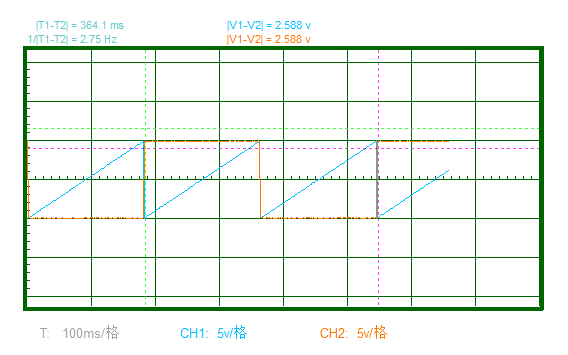 |T1-T2| = 364.1 ms |V1-V2| = 2.588 v
1/|T1-T2| = 2.75 Hz |V1-V2| = 2.588 v
T: 100ms/格 CH1: 5v/格 CH2: 5v/格